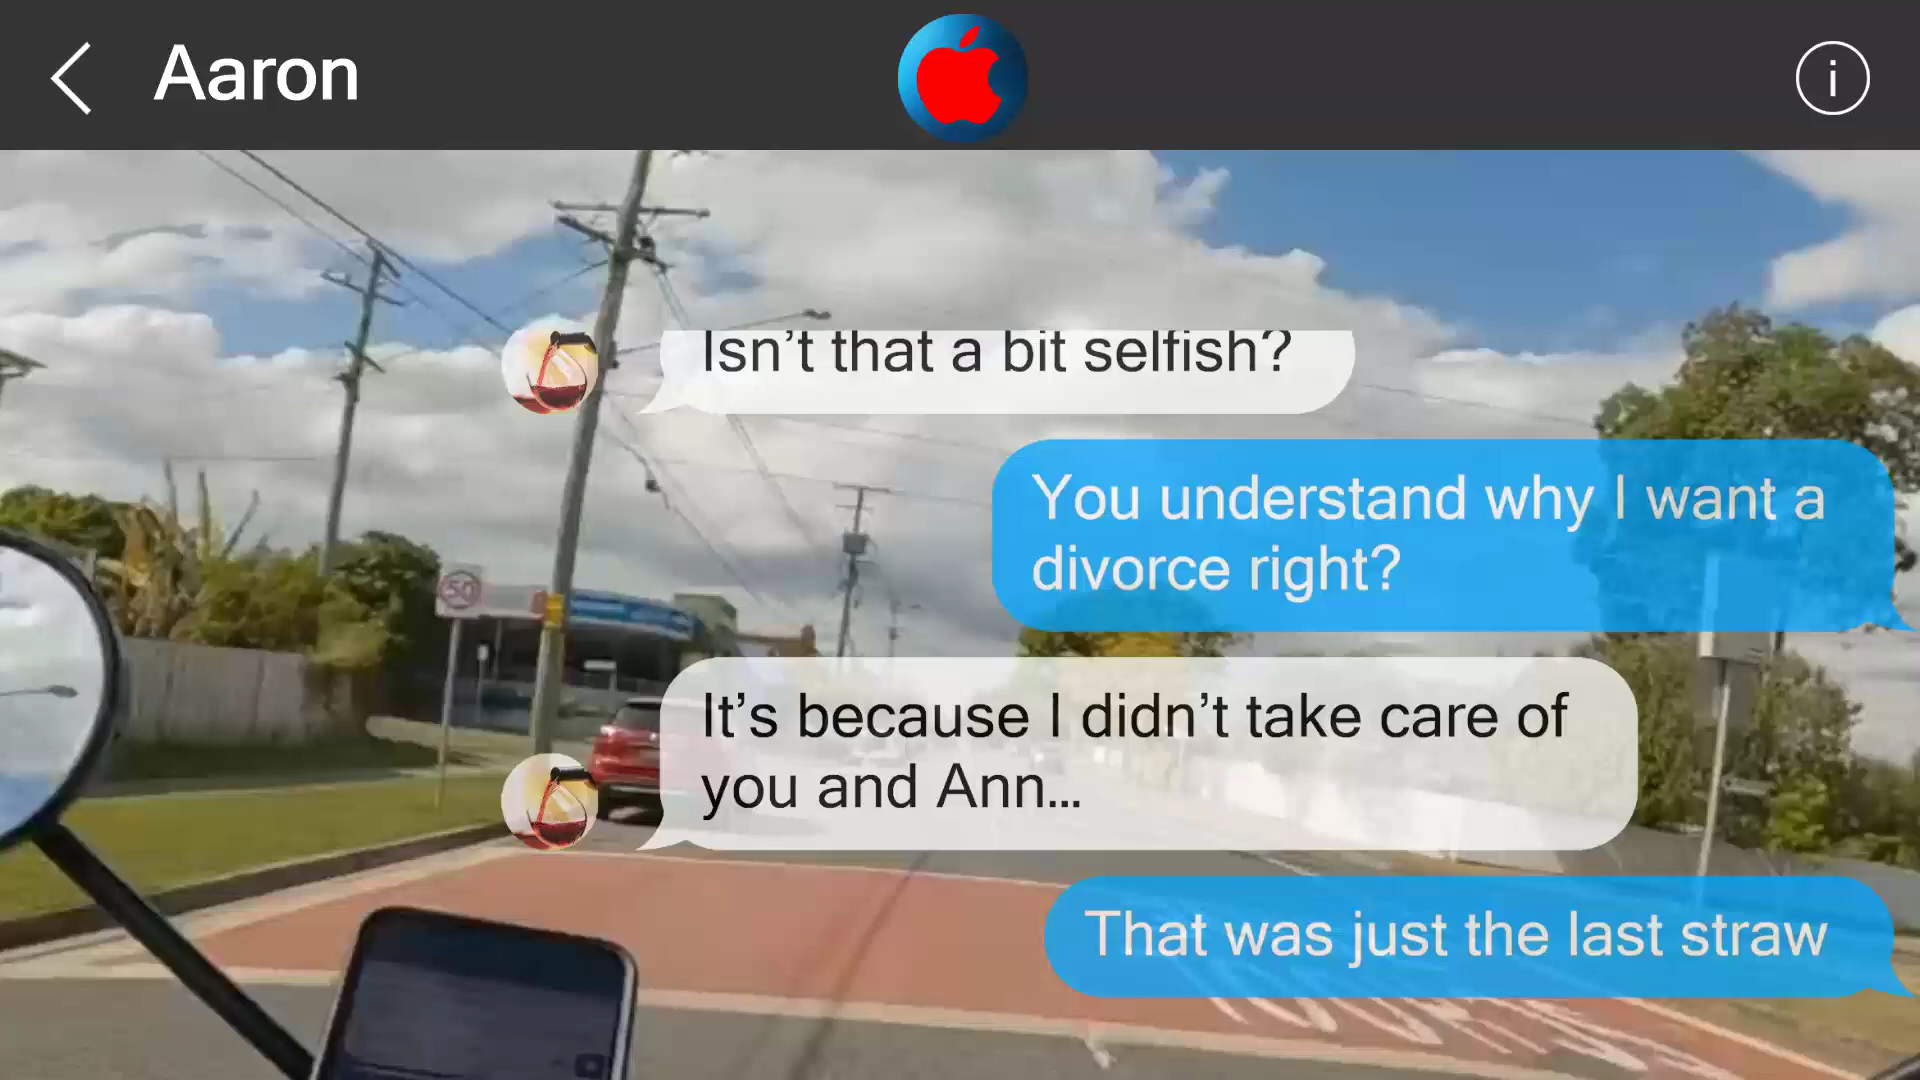 Aaron
i
Isn't that a bit selfish?
You understand why I want a
divorce right?
It's because I didn't take care of
you and Ann...
That was just the last straw
50